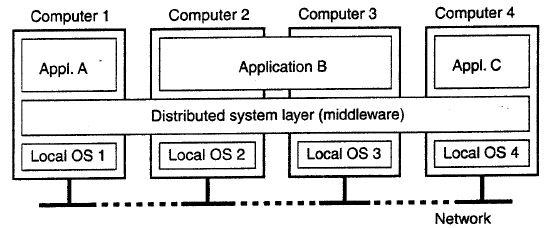 Computer 1 Computer 2 Computer 3 Computer 4
Appl. A Application B Appl. C
Distributed system layer (middleware)
Local OS 1 Local OS 2 Local OS 3 Local OS 4
Network